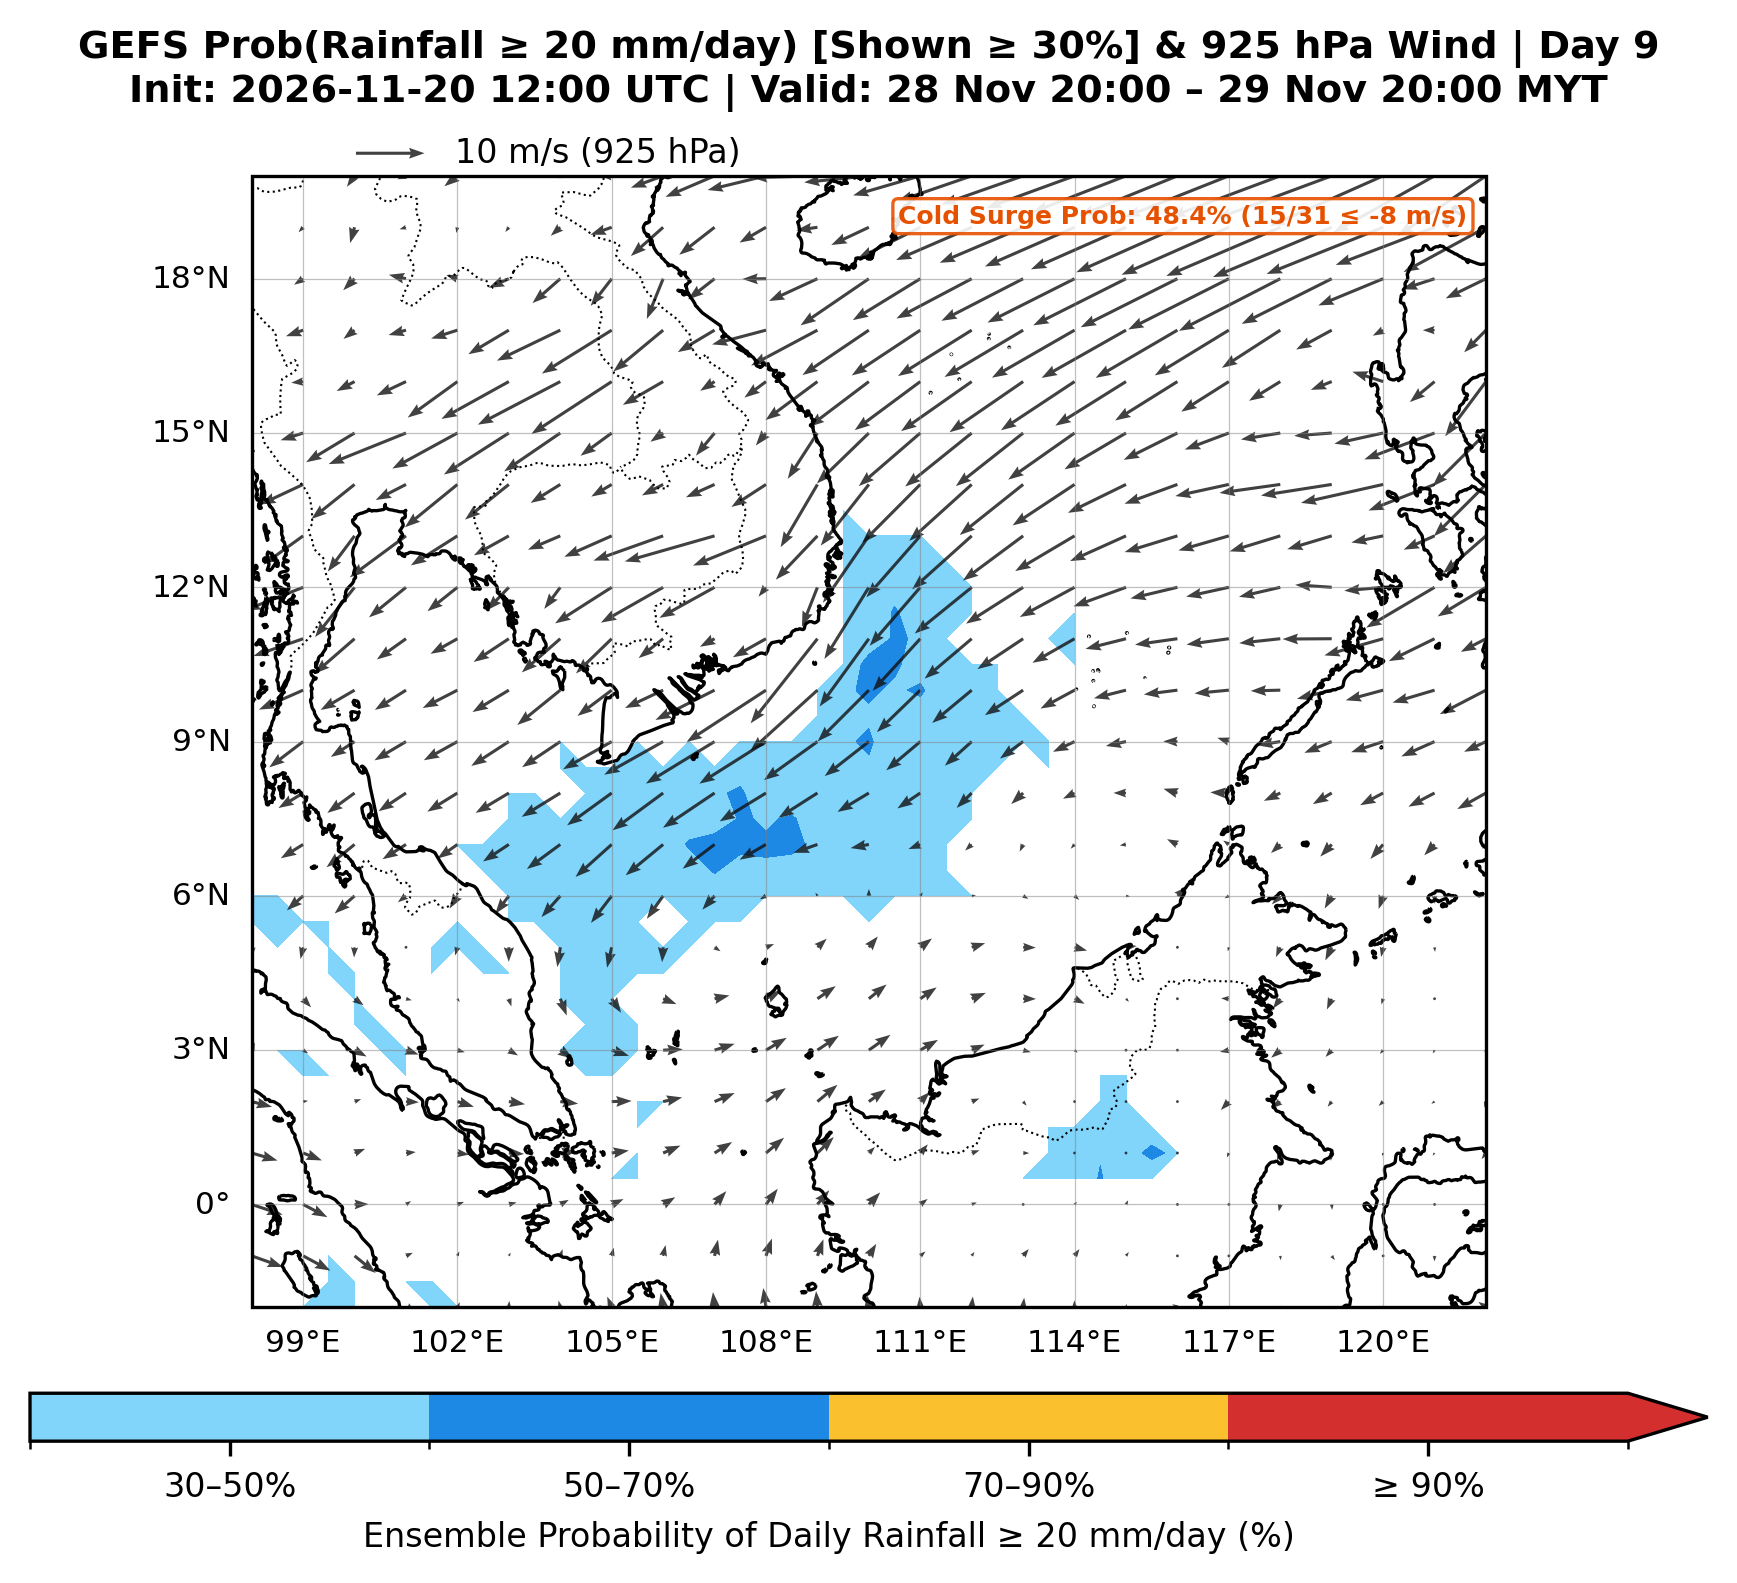 GEFS Prob(Rainfall ≥ 20 mm/day) [Shown ≥ 30%] & 925 hPa Wind | Day 9
Init: 2026-11-20 12:00 UTC | Valid: 28 Nov 20:00 – 29 Nov 20:00 MYT
10 m/s (925 hPa)
Cold Surge Prob: 48.4% (15/31 ≤ -8 m/s)
18°N
15°N
12°N
9°N
6°N
3°N
0°
99°E 102°E 105°E 108°E 111°E 114°E 117°E 120°E
30–50% 50–70% 70–90% ≥ 90%
Ensemble Probability of Daily Rainfall ≥ 20 mm/day (%)